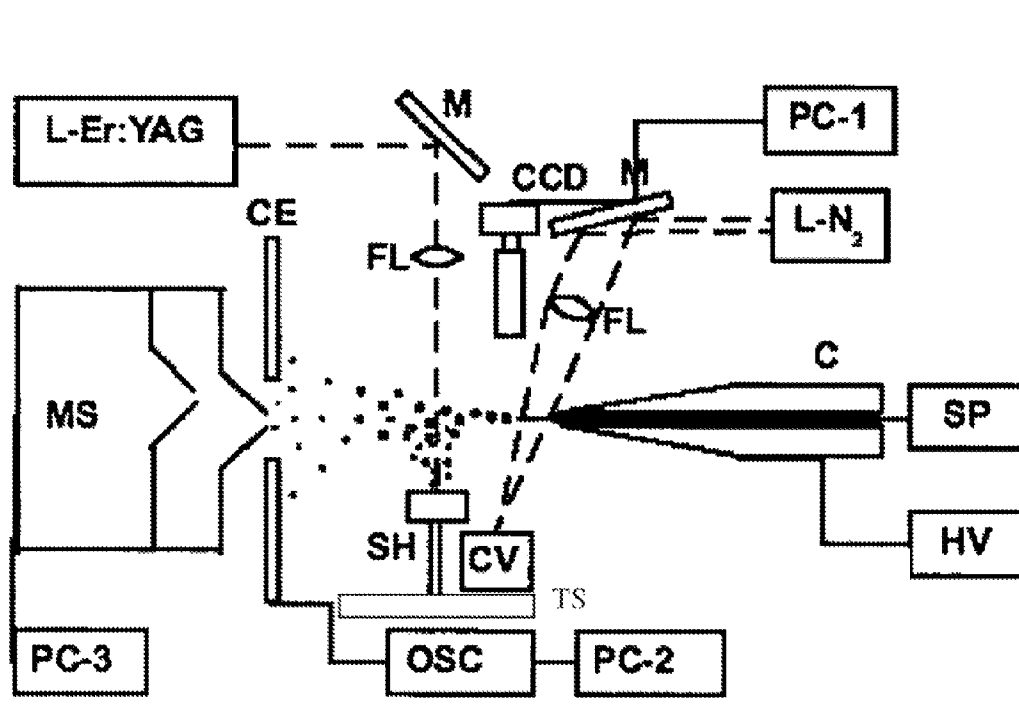 L-Er:YAG
M
PC-1
CCD
M
CE
L-N₂
FL
FL
C
MS
SP
SH
CV
HV
TS
PC-3
OSC
PC-2